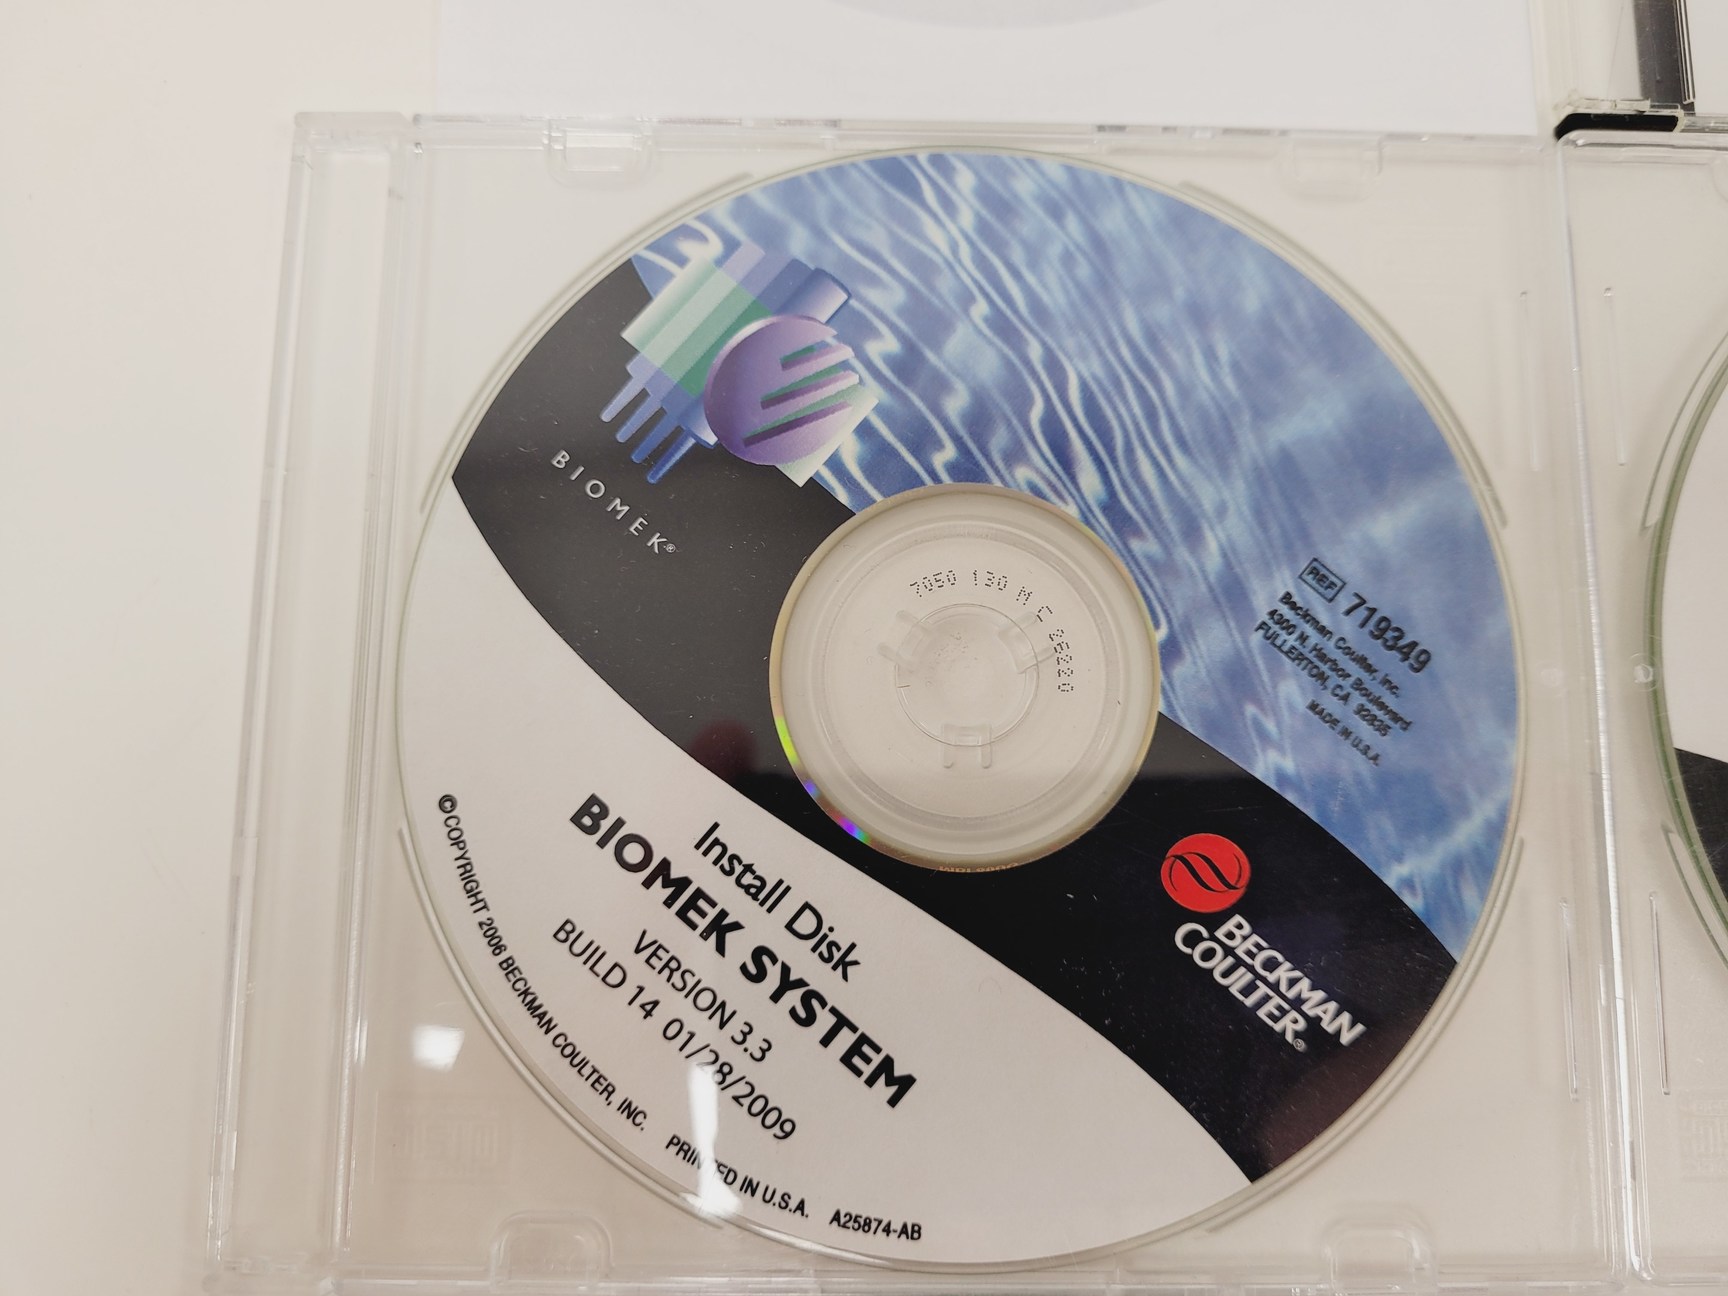 BIOMEK®
7050 130 M C 26220
REF 719349
Beckman Coulter, Inc.
4300 N. Harbor Boulevard
FULLERTON, CA 92835
MADE IN U.S.A.
BECKMAN
COULTER®
Install Disk
BIOMEK SYSTEM
VERSION 3.3
BUILD 14 01/28/2009
©COPYRIGHT 2006 BECKMAN COULTER, INC. PRINTED IN U.S.A. A25874-AB